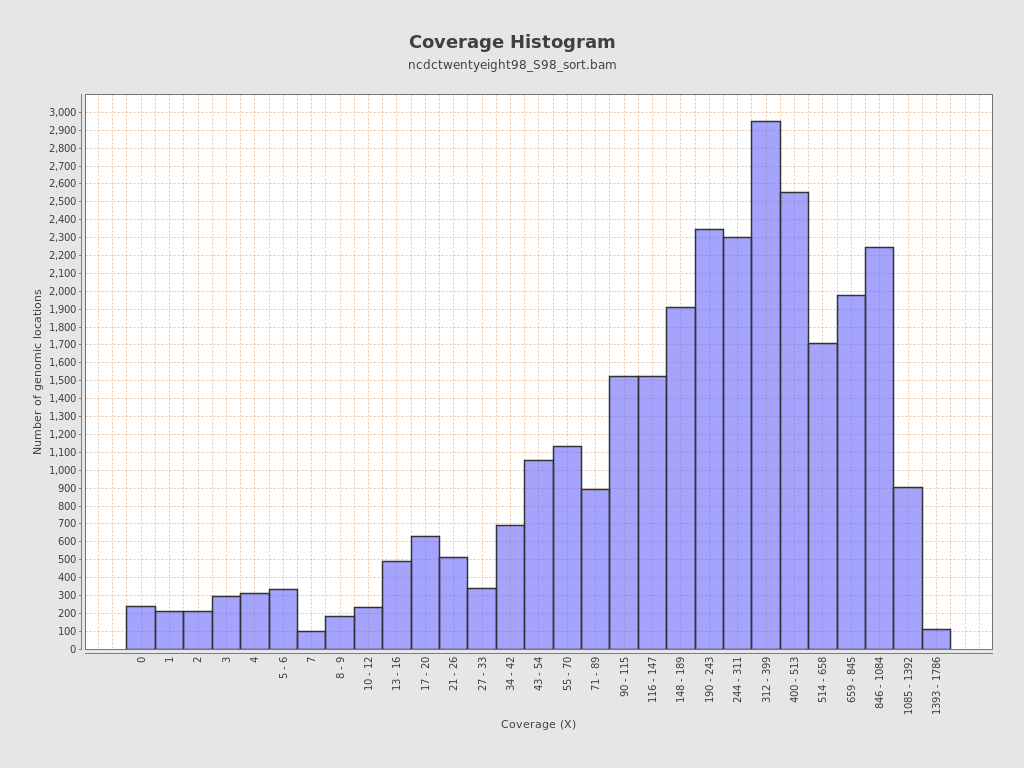 Coverage Histogram
ncdctwentyeight98_S98_sort.bam
Number of genomic locations
3,000
2,900
2,800
2,700
2,600
2,500
2,400
2,300
2,200
2,100
2,000
1,900
1,800
1,700
1,600
1,500
1,400
1,300
1,200
1,100
1,000
900
800
700
600
500
400
300
200
100
0
0
1
2
3
4
5 - 6
7
8 - 9
10 - 12
13 - 16
17 - 20
21 - 26
27 - 33
34 - 42
43 - 54
55 - 70
71 - 89
90 - 115
116 - 147
148 - 189
190 - 243
244 - 311
312 - 399
400 - 513
514 - 658
659 - 845
846 - 1084
1085 - 1392
1393 - 1786
Coverage (X)